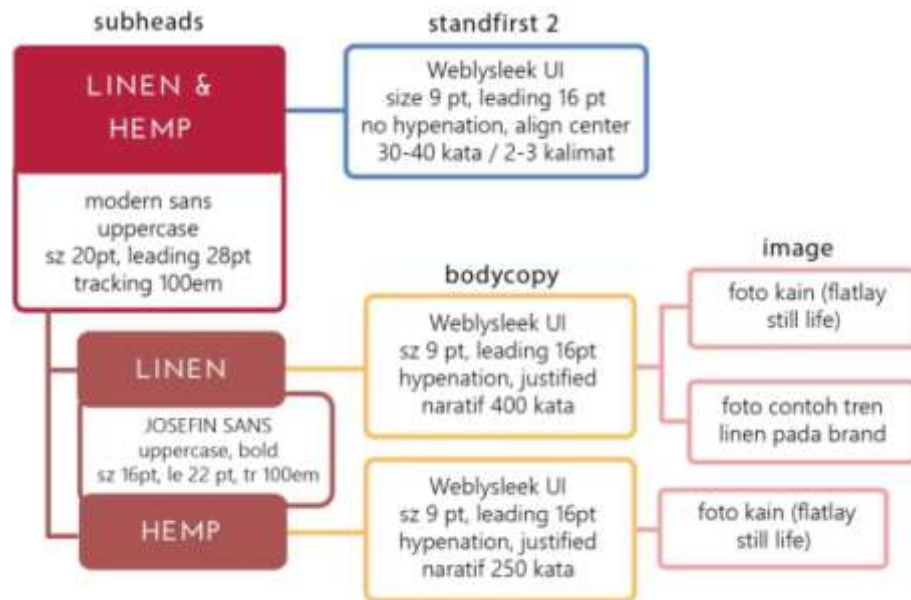 subheads
standfirst 2
LINEN &
HEMP
modern sans
uppercase
sz 20pt, leading 28pt
tracking 100em
Weblysleek UI
size 9 pt, leading 16 pt
no hypenation, align center
30-40 kata / 2-3 kalimat
bodycopy
image
LINEN
JOSEFIN SANS
uppercase, bold
sz 16pt, le 22 pt, tr 100em
HEMP
Weblysleek UI
sz 9 pt, leading 16pt
hypenation, justified
naratif 400 kata
foto kain (flatlay
still life)
foto contoh tren
linen pada brand
Weblysleek UI
sz 9 pt, leading 16pt
hypenation, justified
naratif 250 kata
foto kain (flatlay
still life)